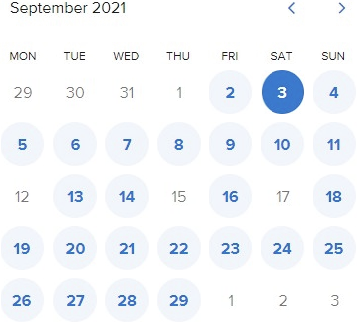 September 2021
MON TUE WED THU FRI SAT SUN
29 30 31 1 2 3 4
5 6 7 8 9 10 11
12 13 14 15 16 17 18
19 20 21 22 23 24 25
26 27 28 29 1 2 3